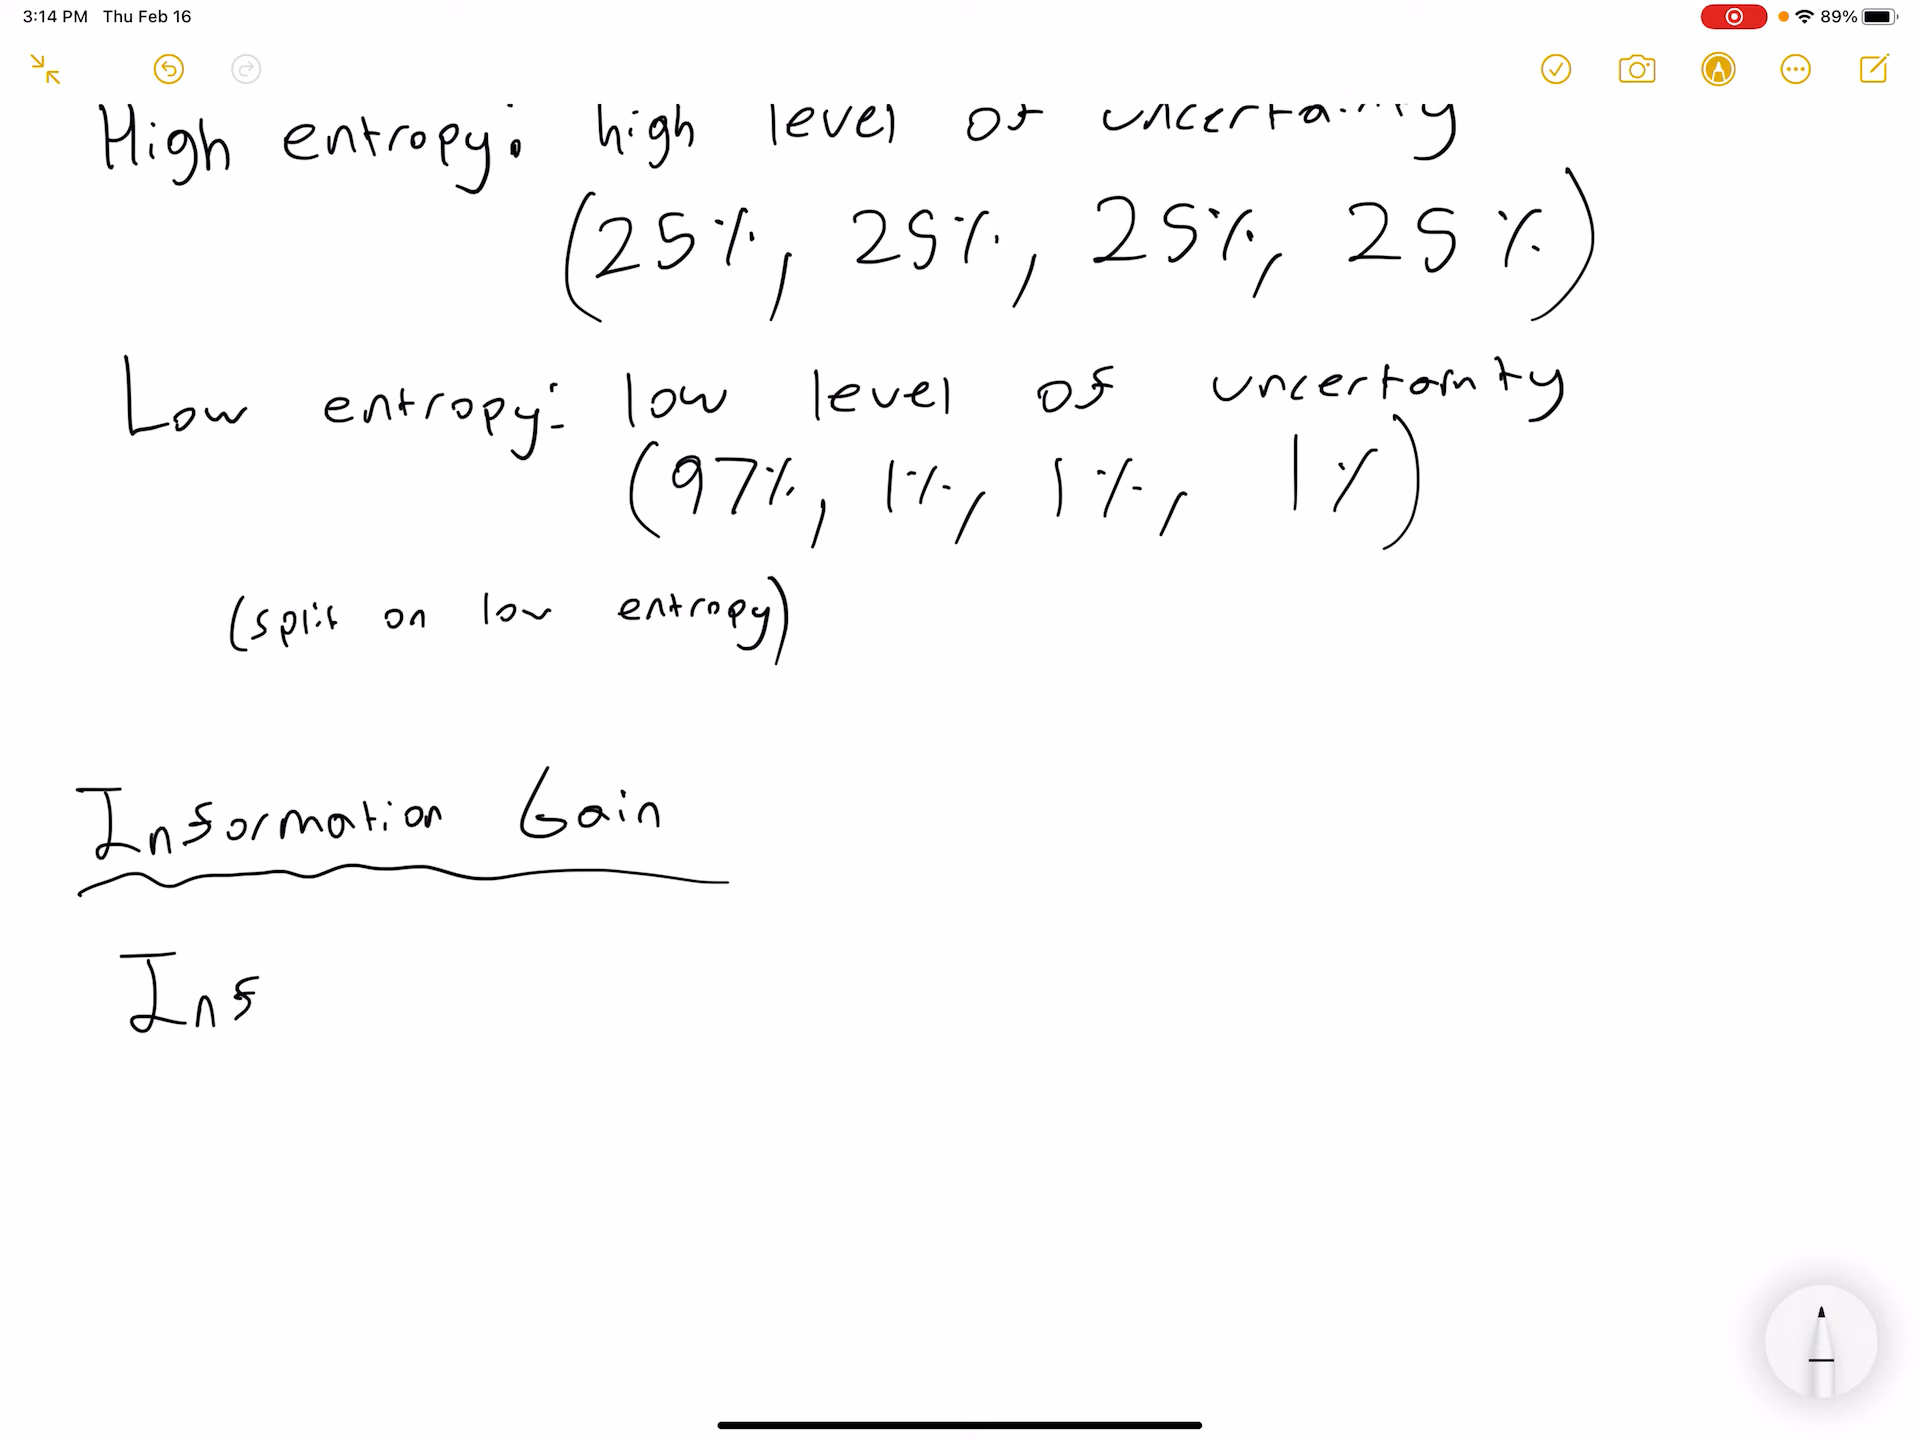 3:14 PM Thu Feb 16 89%
High entropy: high level of uncertainty
(25%, 25%, 25%, 25%)
Low entropy: low level of uncertainty
(97%, 1%, 1%, 1%)
(split on low entropy)
Information Gain
Inf